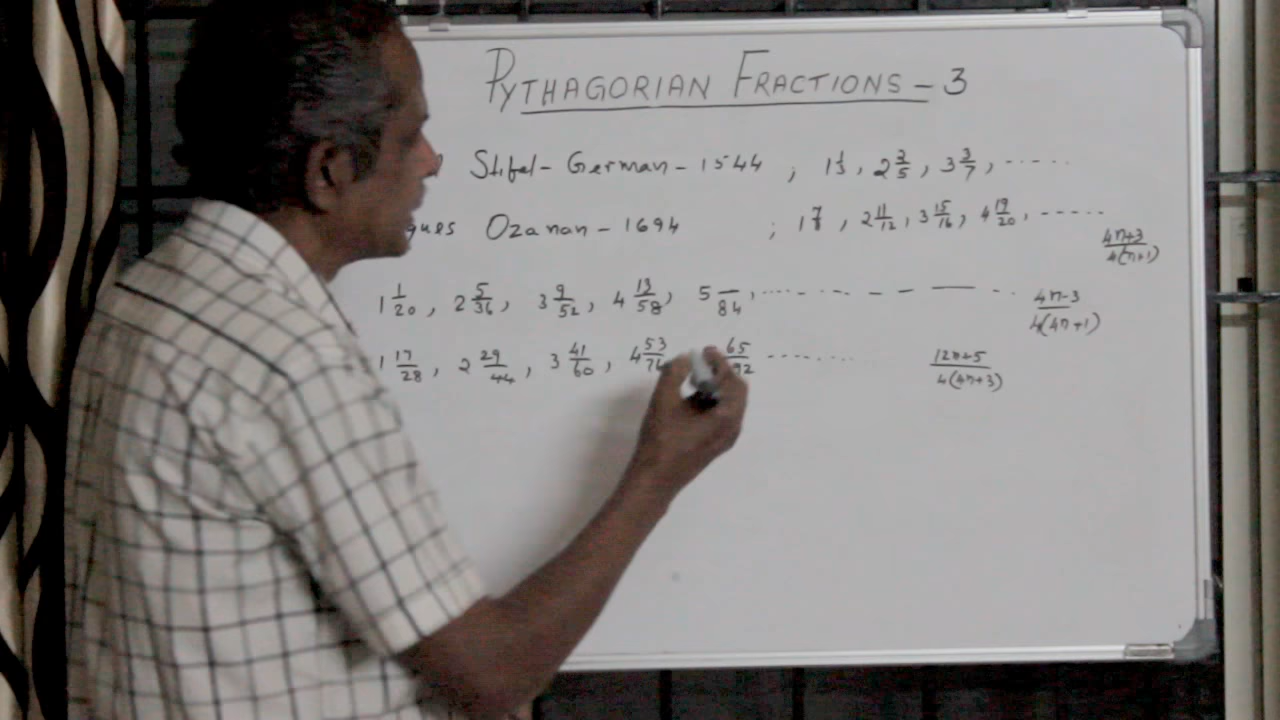 PYTHAGORIAN FRACTIONS - 3
Stifel - German - 1544 ; 1 1/3, 2 2/5, 3 3/7, ......
ques Ozanan - 1694 ; 1 7/8, 2 11/12, 3 15/16, 4 19/20, ......
4n+3/4(n+1)
1 1/20, 2 5/36, 3 9/52, 4 13/58, 5 /84, ......
4n-3/4(4n+1)
1 17/28, 2 29/44, 3 41/60, 4 53/76 65/92 ......
12n+5/4(4n+3)